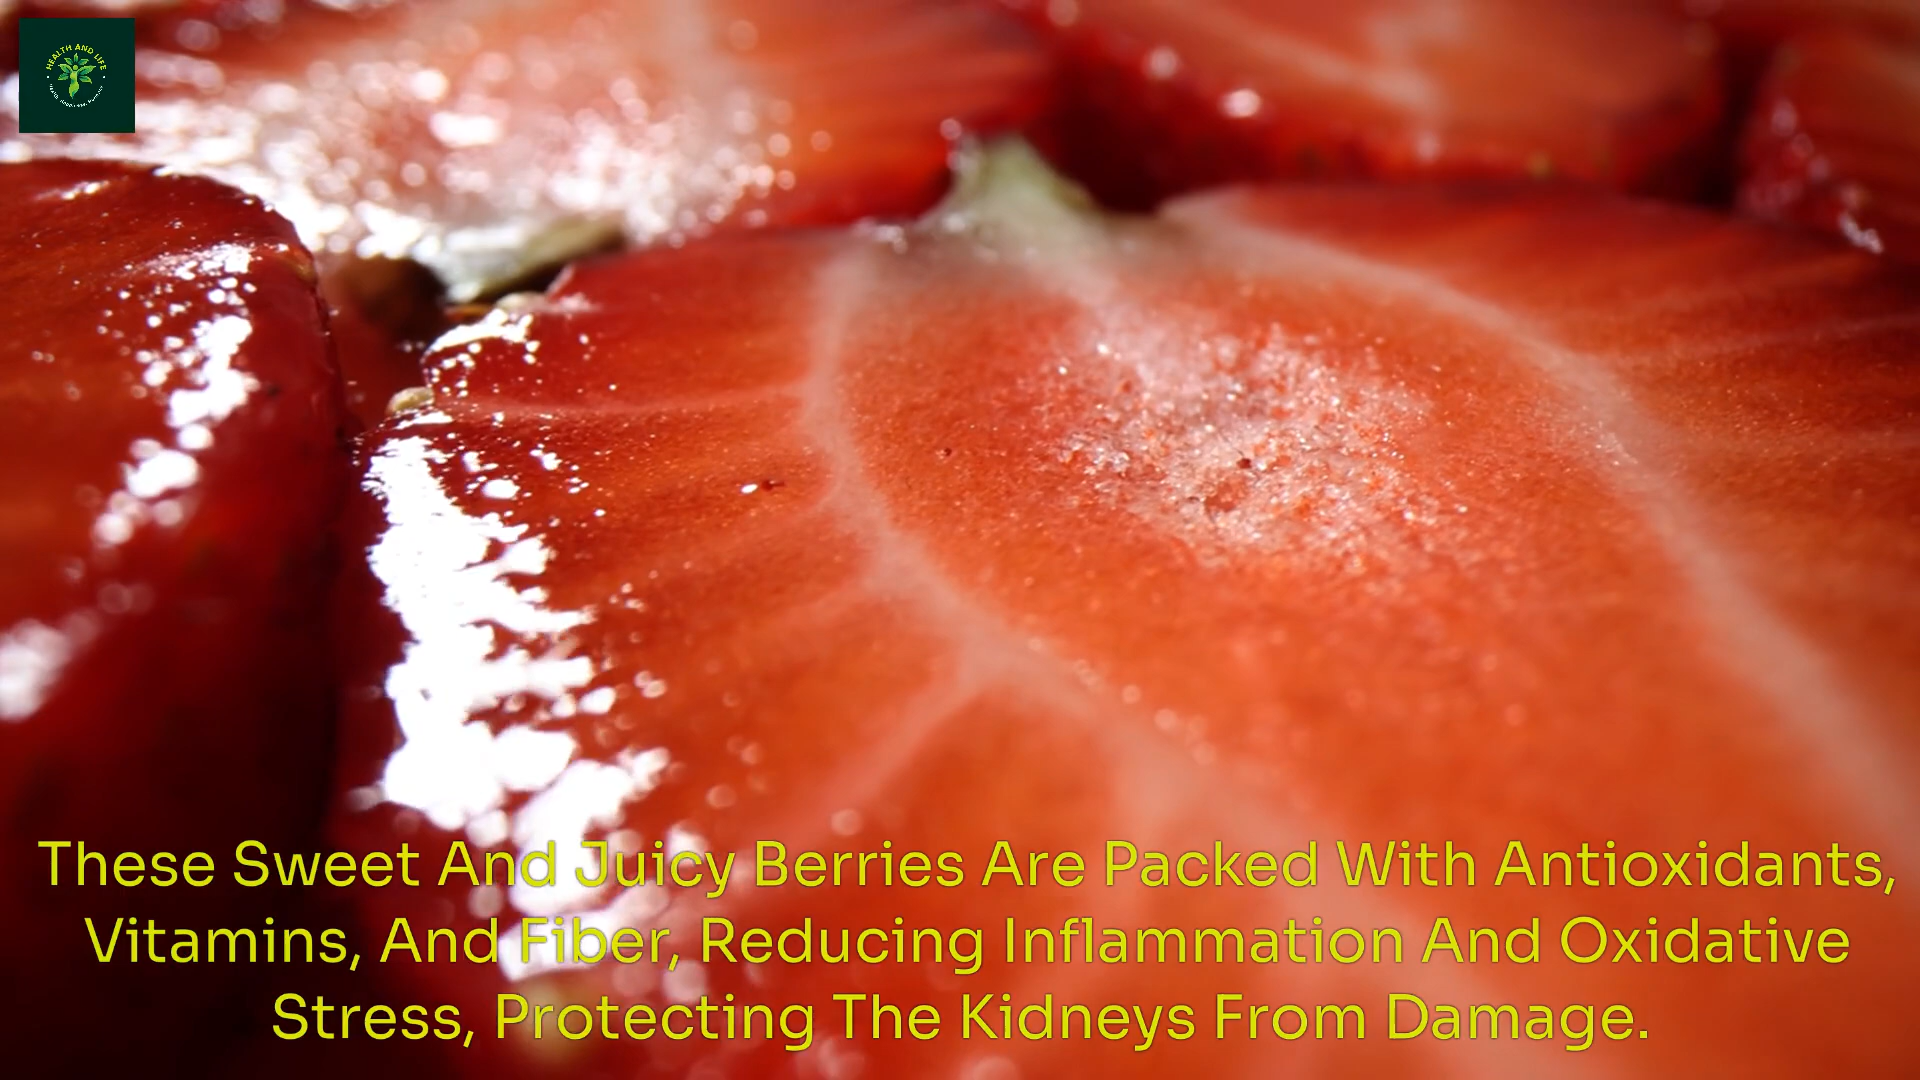 HEALTH AND LIFE
These Sweet And Juicy Berries Are Packed With Antioxidants,
Vitamins, And Fiber, Reducing Inflammation And Oxidative
Stress, Protecting The Kidneys From Damage.